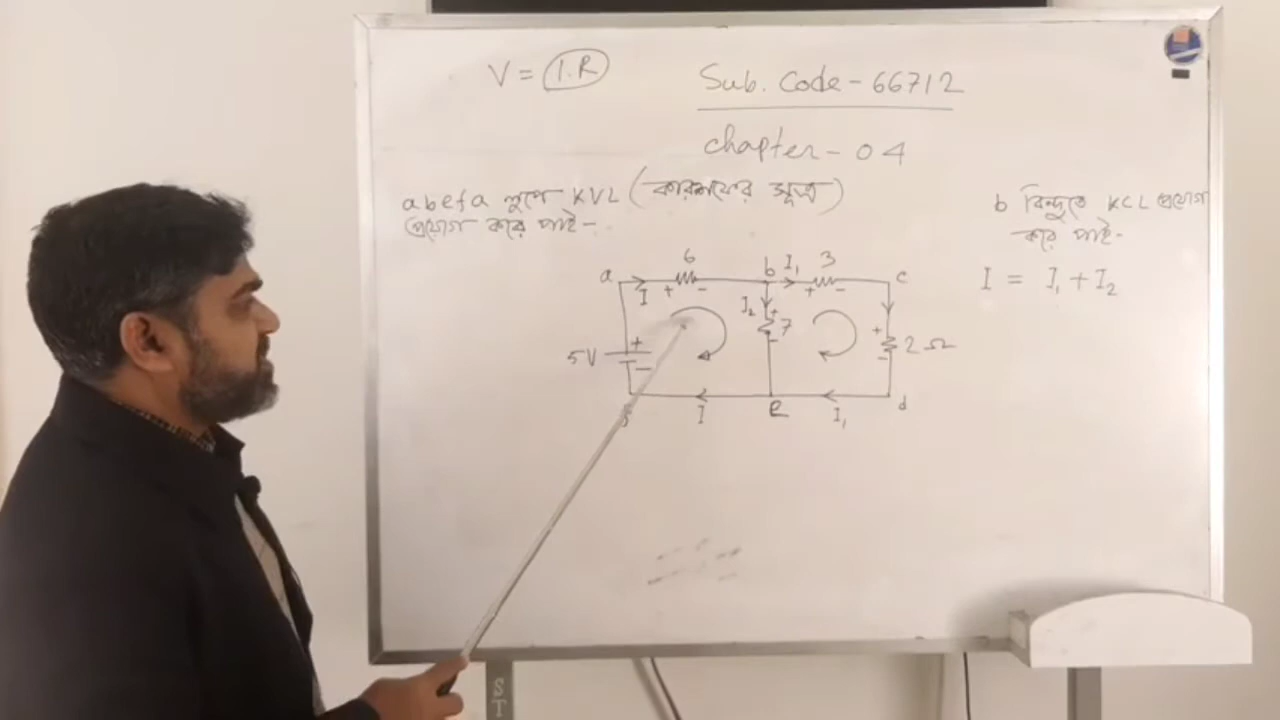 V = I.R
Sub. Code - 66712
chapter - 04
abefa লুপে KVL (কারশফের সূত্র)
প্রয়োগ করে পাই-
b বিন্দুতে KCL প্রয়োগ
করে পাই-
I = I₁ + I₂
a 6 b I₁ 3 c
I + - + -
I₂ + 7 -
5V + -
+ - 2 Ω
f I e I₁ d
ST